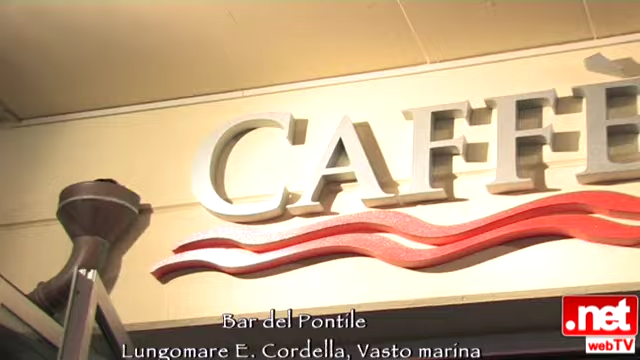 CAFFÈ
Bar del Pontile
Lungomare E. Cordella, Vasto marina
.net
webTV